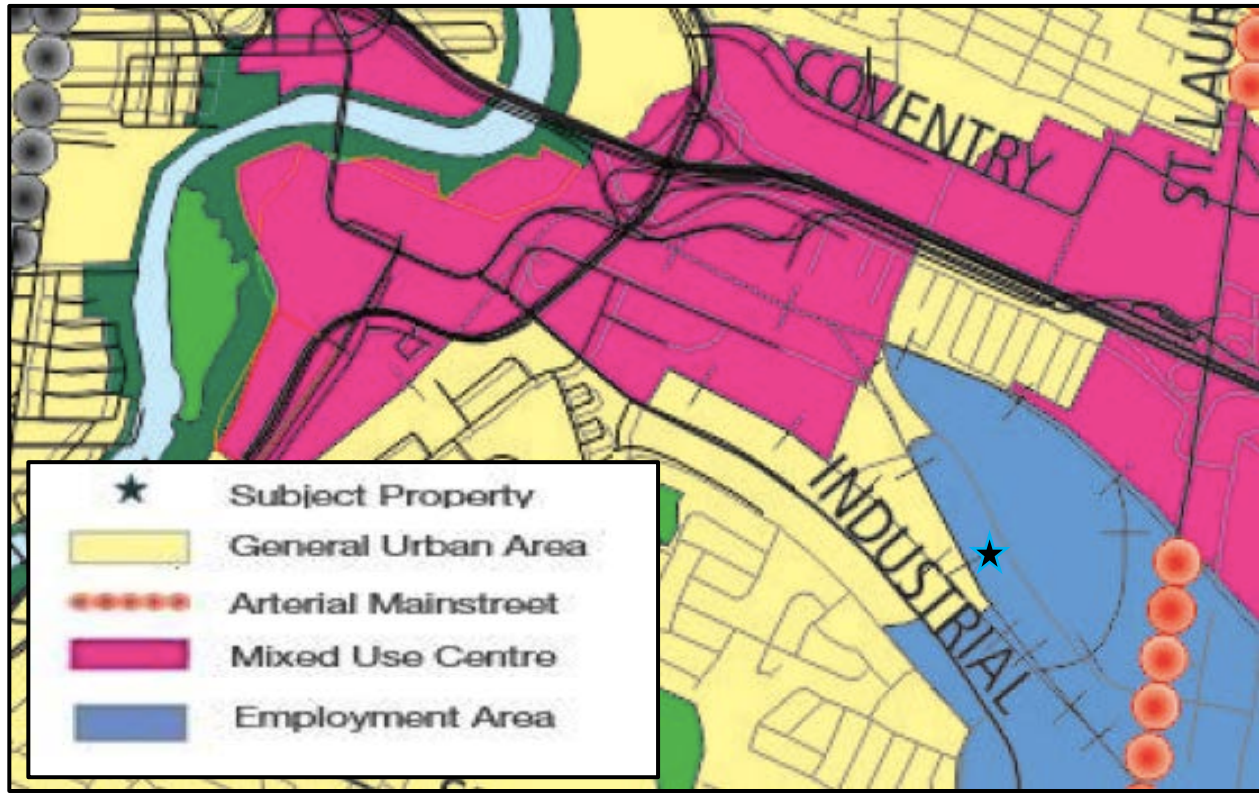 COVENTRY
ST. LAUR
INDUSTRIAL
Subject Property
General Urban Area
Arterial Mainstreet
Mixed Use Centre
Employment Area